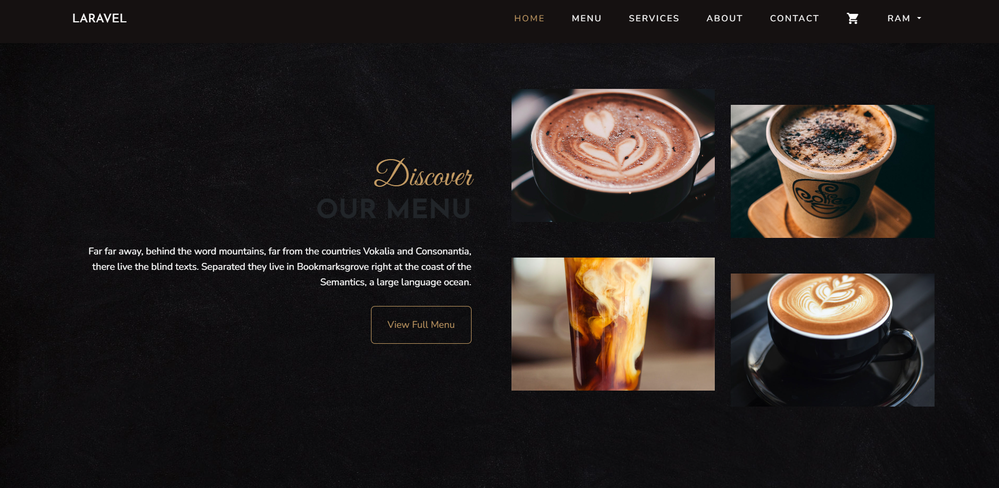 LARAVEL
HOME MENU SERVICES ABOUT CONTACT RAM
Discover
OUR MENU
Far far away, behind the word mountains, far from the countries Vokalia and Consonantia,
there live the blind texts. Separated they live in Bookmarksgrove right at the coast of the
Semantics, a large language ocean.
View Full Menu
coffee